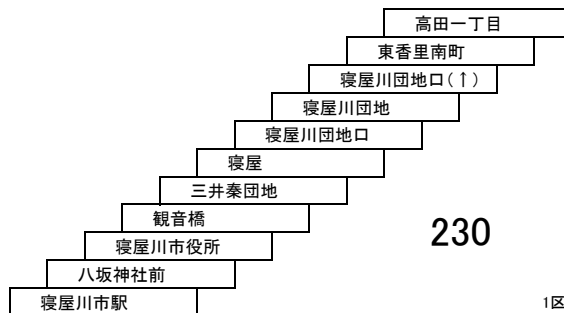 高田一丁目
東香里南町
寝屋川団地口(↑)
寝屋川団地
寝屋川団地口
寝屋
三井秦団地
観音橋
寝屋川市役所
230
八坂神社前
寝屋川市駅
1区